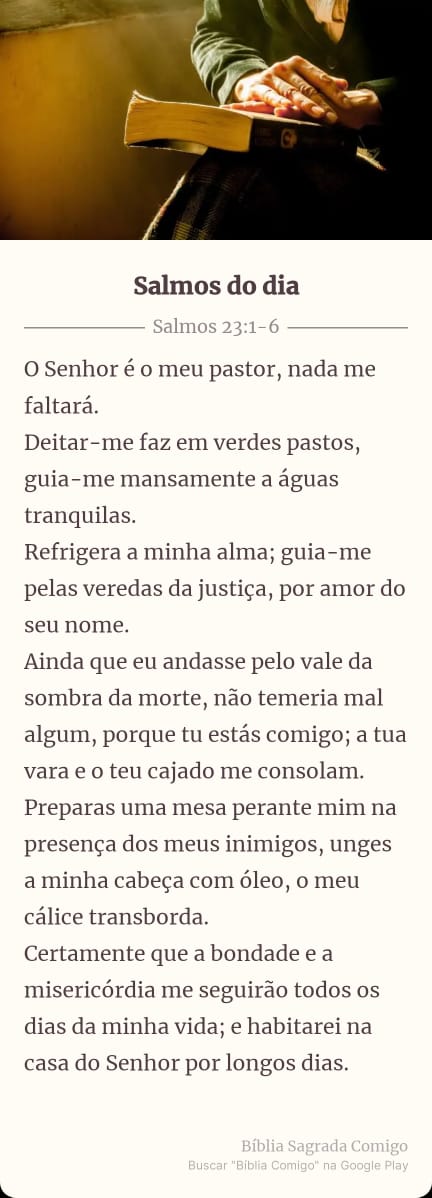 Salmos do dia
Salmos 23:1-6
O Senhor é o meu pastor, nada me
faltará.
Deitar-me faz em verdes pastos,
guia-me mansamente a águas
tranquilas.
Refrigera a minha alma; guia-me
pelas veredas da justiça, por amor do
seu nome.
Ainda que eu andasse pelo vale da
sombra da morte, não temeria mal
algum, porque tu estás comigo; a tua
vara e o teu cajado me consolam.
Preparas uma mesa perante mim na
presença dos meus inimigos, unges
a minha cabeça com óleo, o meu
cálice transborda.
Certamente que a bondade e a
misericórdia me seguirão todos os
dias da minha vida; e habitarei na
casa do Senhor por longos dias.
Bíblia Sagrada Comigo
Buscar "Bíblia Comigo" na Google Play